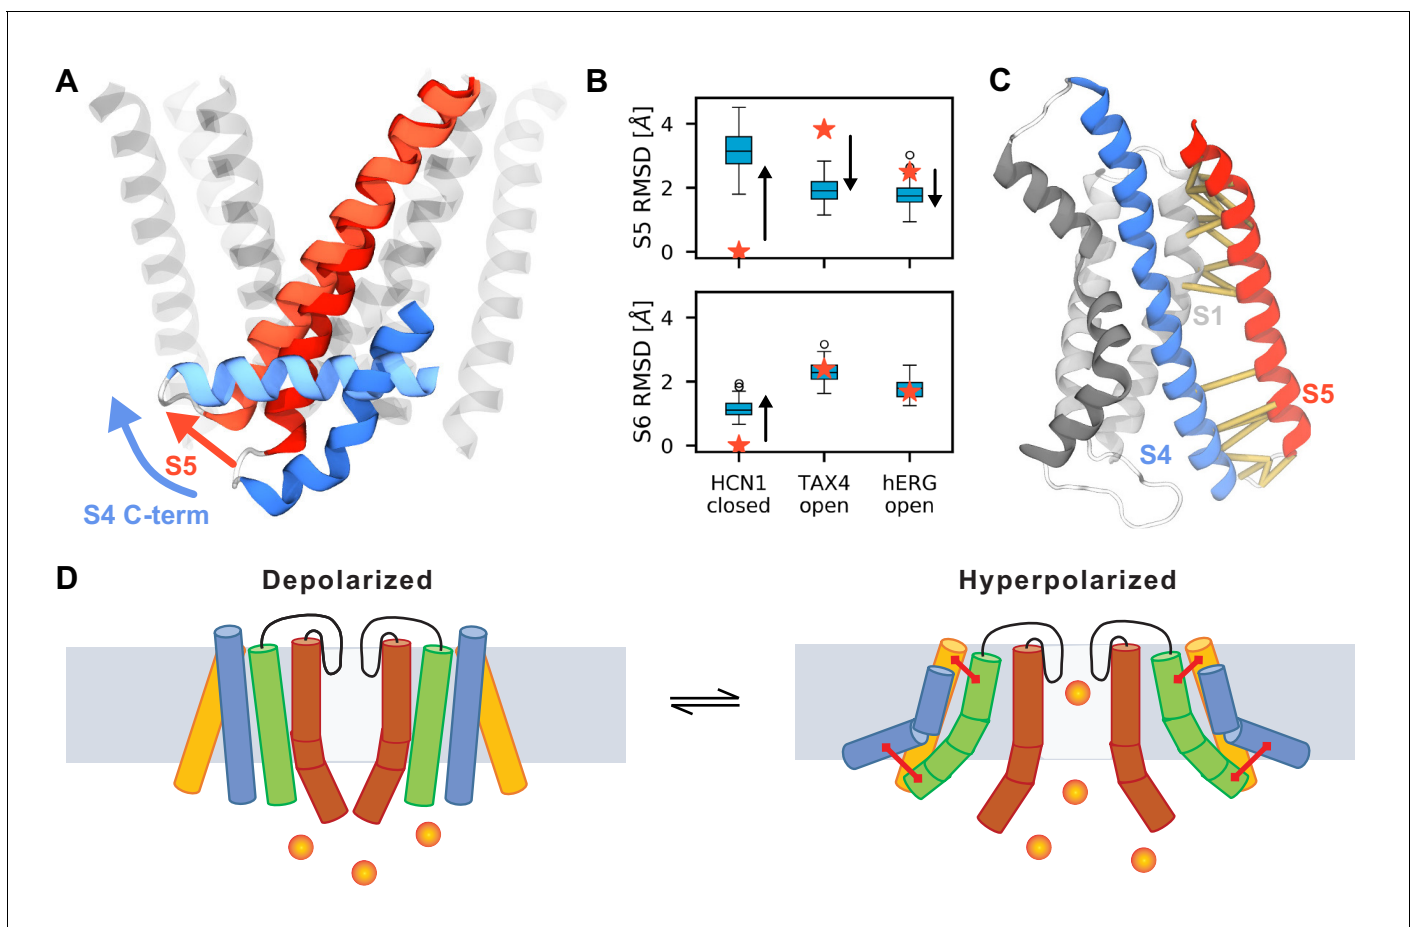 A
S5
S4 C-term
B
S5 RMSD [Å]
4
2
0
S6 RMSD [Å]
4
2
0
HCN1
closed
TAX4
open
hERG
open
C
S1
S5
S4
D
Depolarized
Hyperpolarized